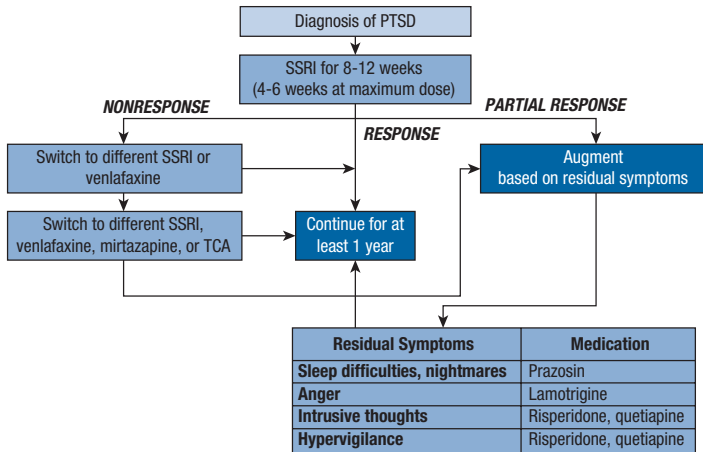 Diagnosis of PTSD
SSRI for 8-12 weeks
(4-6 weeks at maximum dose)
NONRESPONSE
PARTIAL RESPONSE
RESPONSE
Switch to different SSRI or
venlafaxine
Augment
based on residual symptoms
Switch to different SSRI,
venlafaxine, mirtazapine, or TCA
Continue for at
least 1 year
Residual Symptoms Medication
Sleep difficulties, nightmares Prazosin
Anger Lamotrigine
Intrusive thoughts Risperidone, quetiapine
Hypervigilance Risperidone, quetiapine